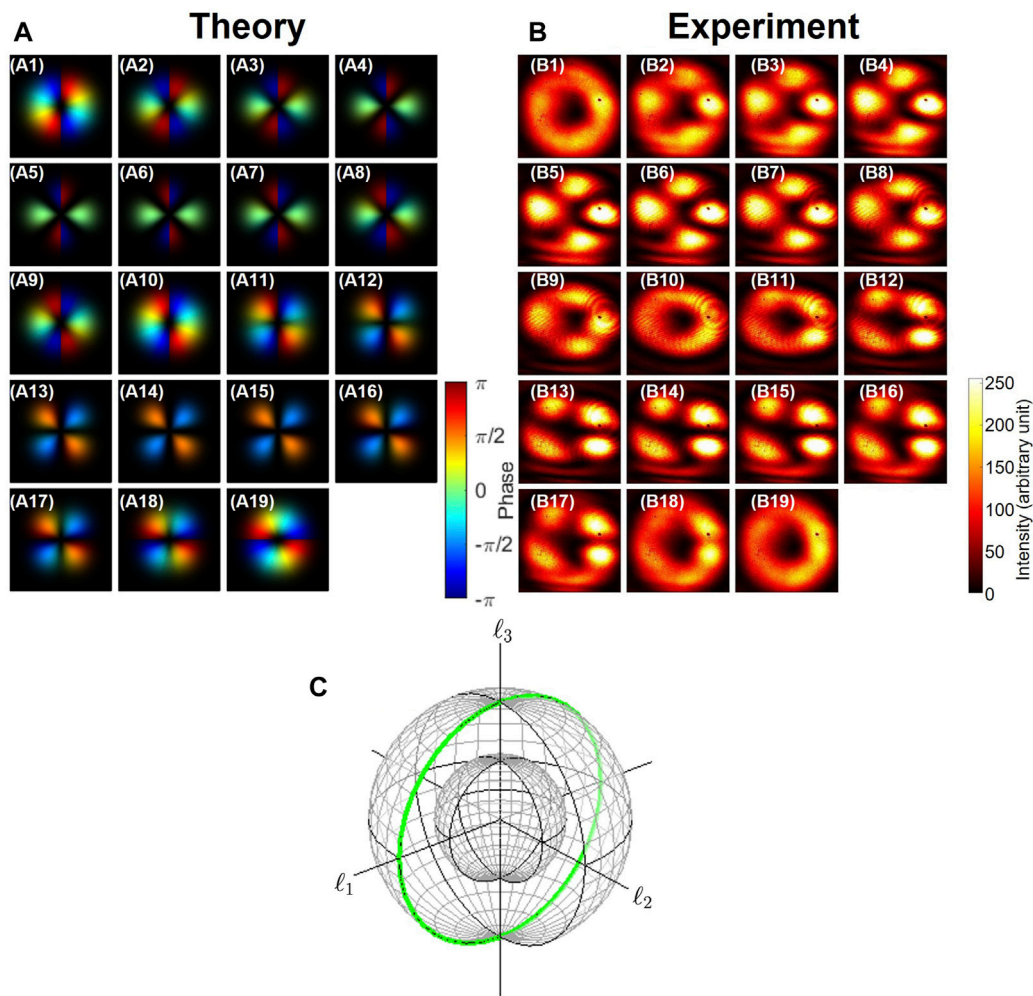 A Theory
(A1) (A2) (A3) (A4)
(A5) (A6) (A7) (A8)
(A9) (A10) (A11) (A12)
(A13) (A14) (A15) (A16)
(A17) (A18) (A19)
π
π/2
0
-π/2
-π
Phase
B Experiment
(B1) (B2) (B3) (B4)
(B5) (B6) (B7) (B8)
(B9) (B10) (B11) (B12)
(B13) (B14) (B15) (B16)
(B17) (B18) (B19)
250
200
150
100
50
0
Intensity (arbitrary unit)
C
ℓ3
ℓ1
ℓ2